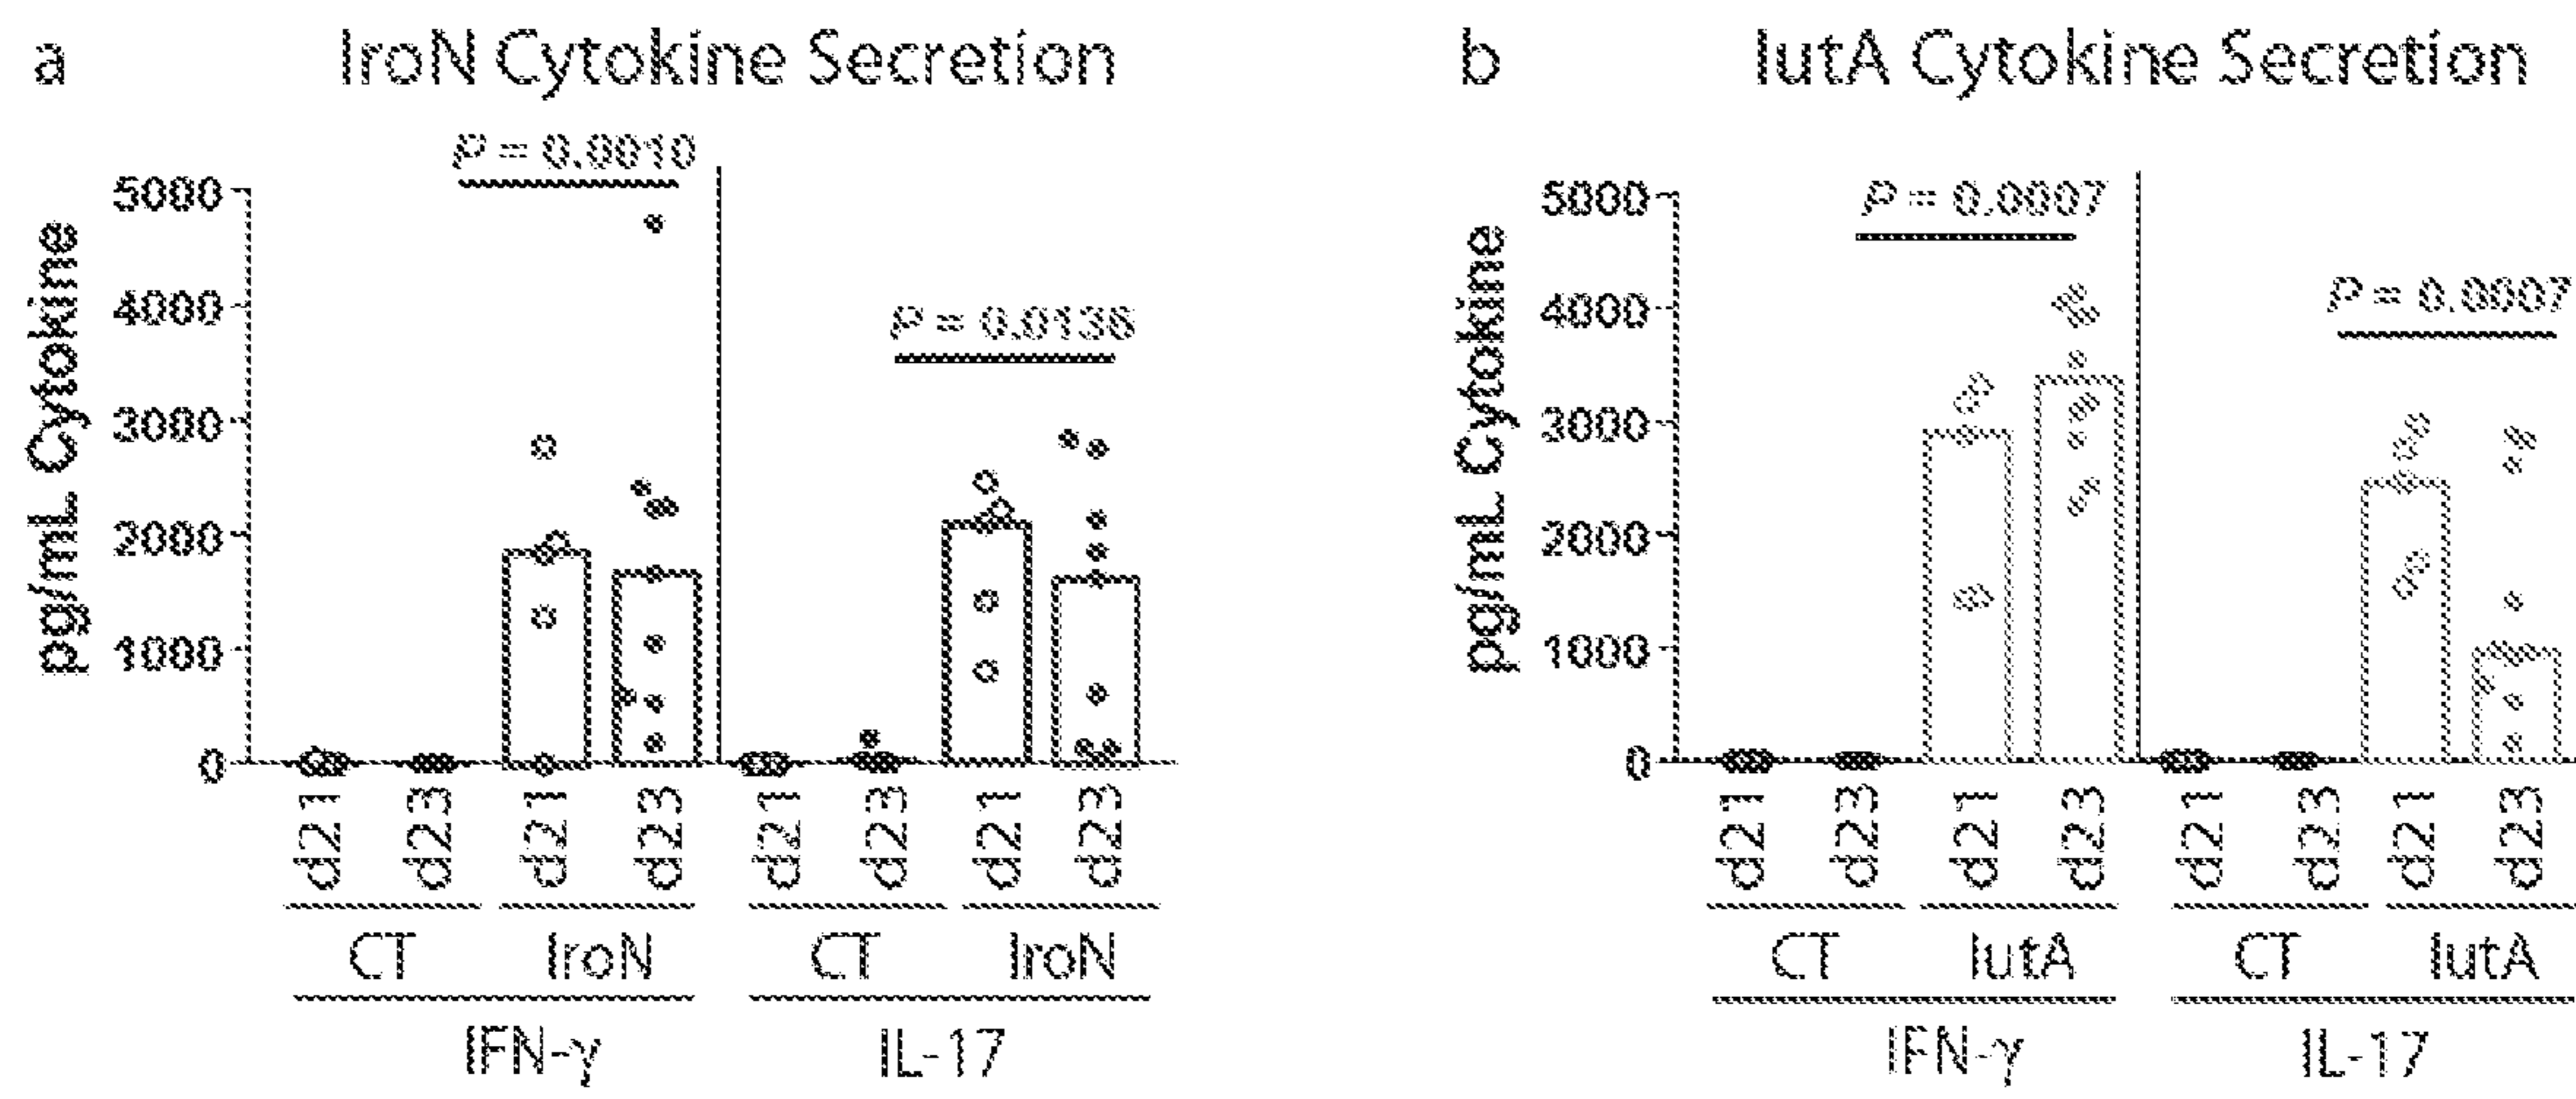 a IroN Cytokine Secretion
P = 0.0010
P = 0.0136
pg/mL Cytokine
5000
4000
3000
2000
1000
0
d21 d23 d21 d23 d21 d23 d21 d23
CT IroN CT IroN
IFN-γ IL-17
b IutA Cytokine Secretion
P = 0.0007
P = 0.0007
pg/mL Cytokine
5000
4000
3000
2000
1000
0
d21 d23 d21 d23 d21 d23 d21 d23
CT IutA CT IutA
IFN-γ IL-17